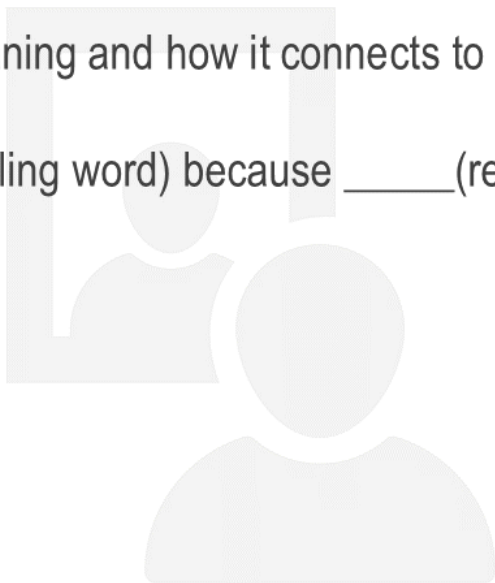 ning and how it connects to
ling word) because _____(re